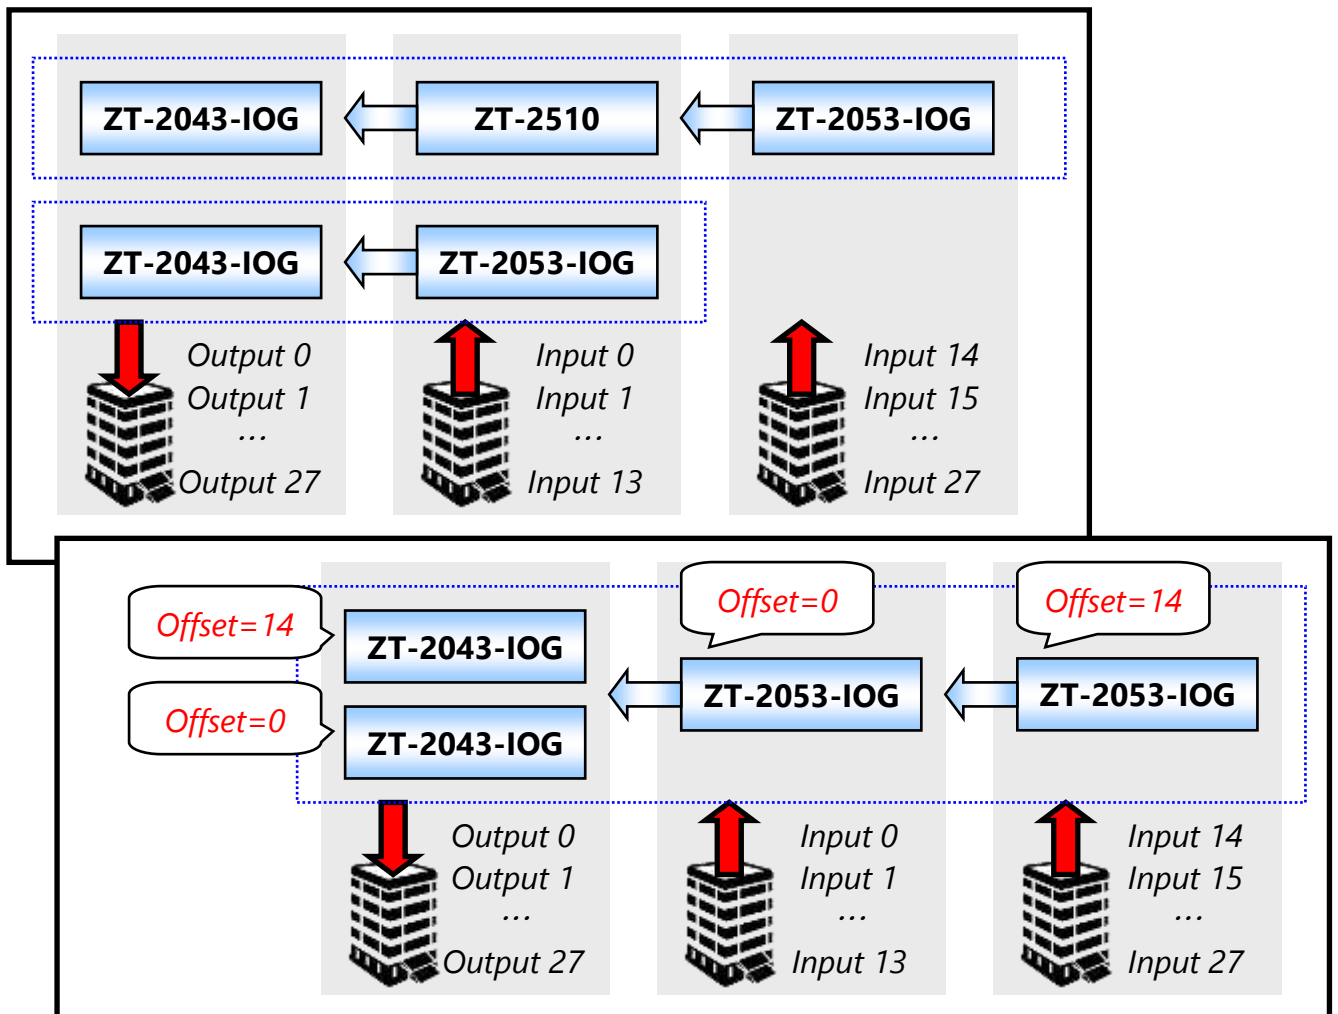 ZT-2043-IOG
ZT-2510
ZT-2053-IOG
ZT-2043-IOG
ZT-2053-IOG
Output 0
Output 1
...
Output 27
Input 0
Input 1
...
Input 13
Input 14
Input 15
...
Input 27
Offset=14
ZT-2043-IOG
Offset=0
ZT-2043-IOG
Offset=0
ZT-2053-IOG
Offset=14
ZT-2053-IOG
Output 0
Output 1
...
Output 27
Input 0
Input 1
...
Input 13
Input 14
Input 15
...
Input 27